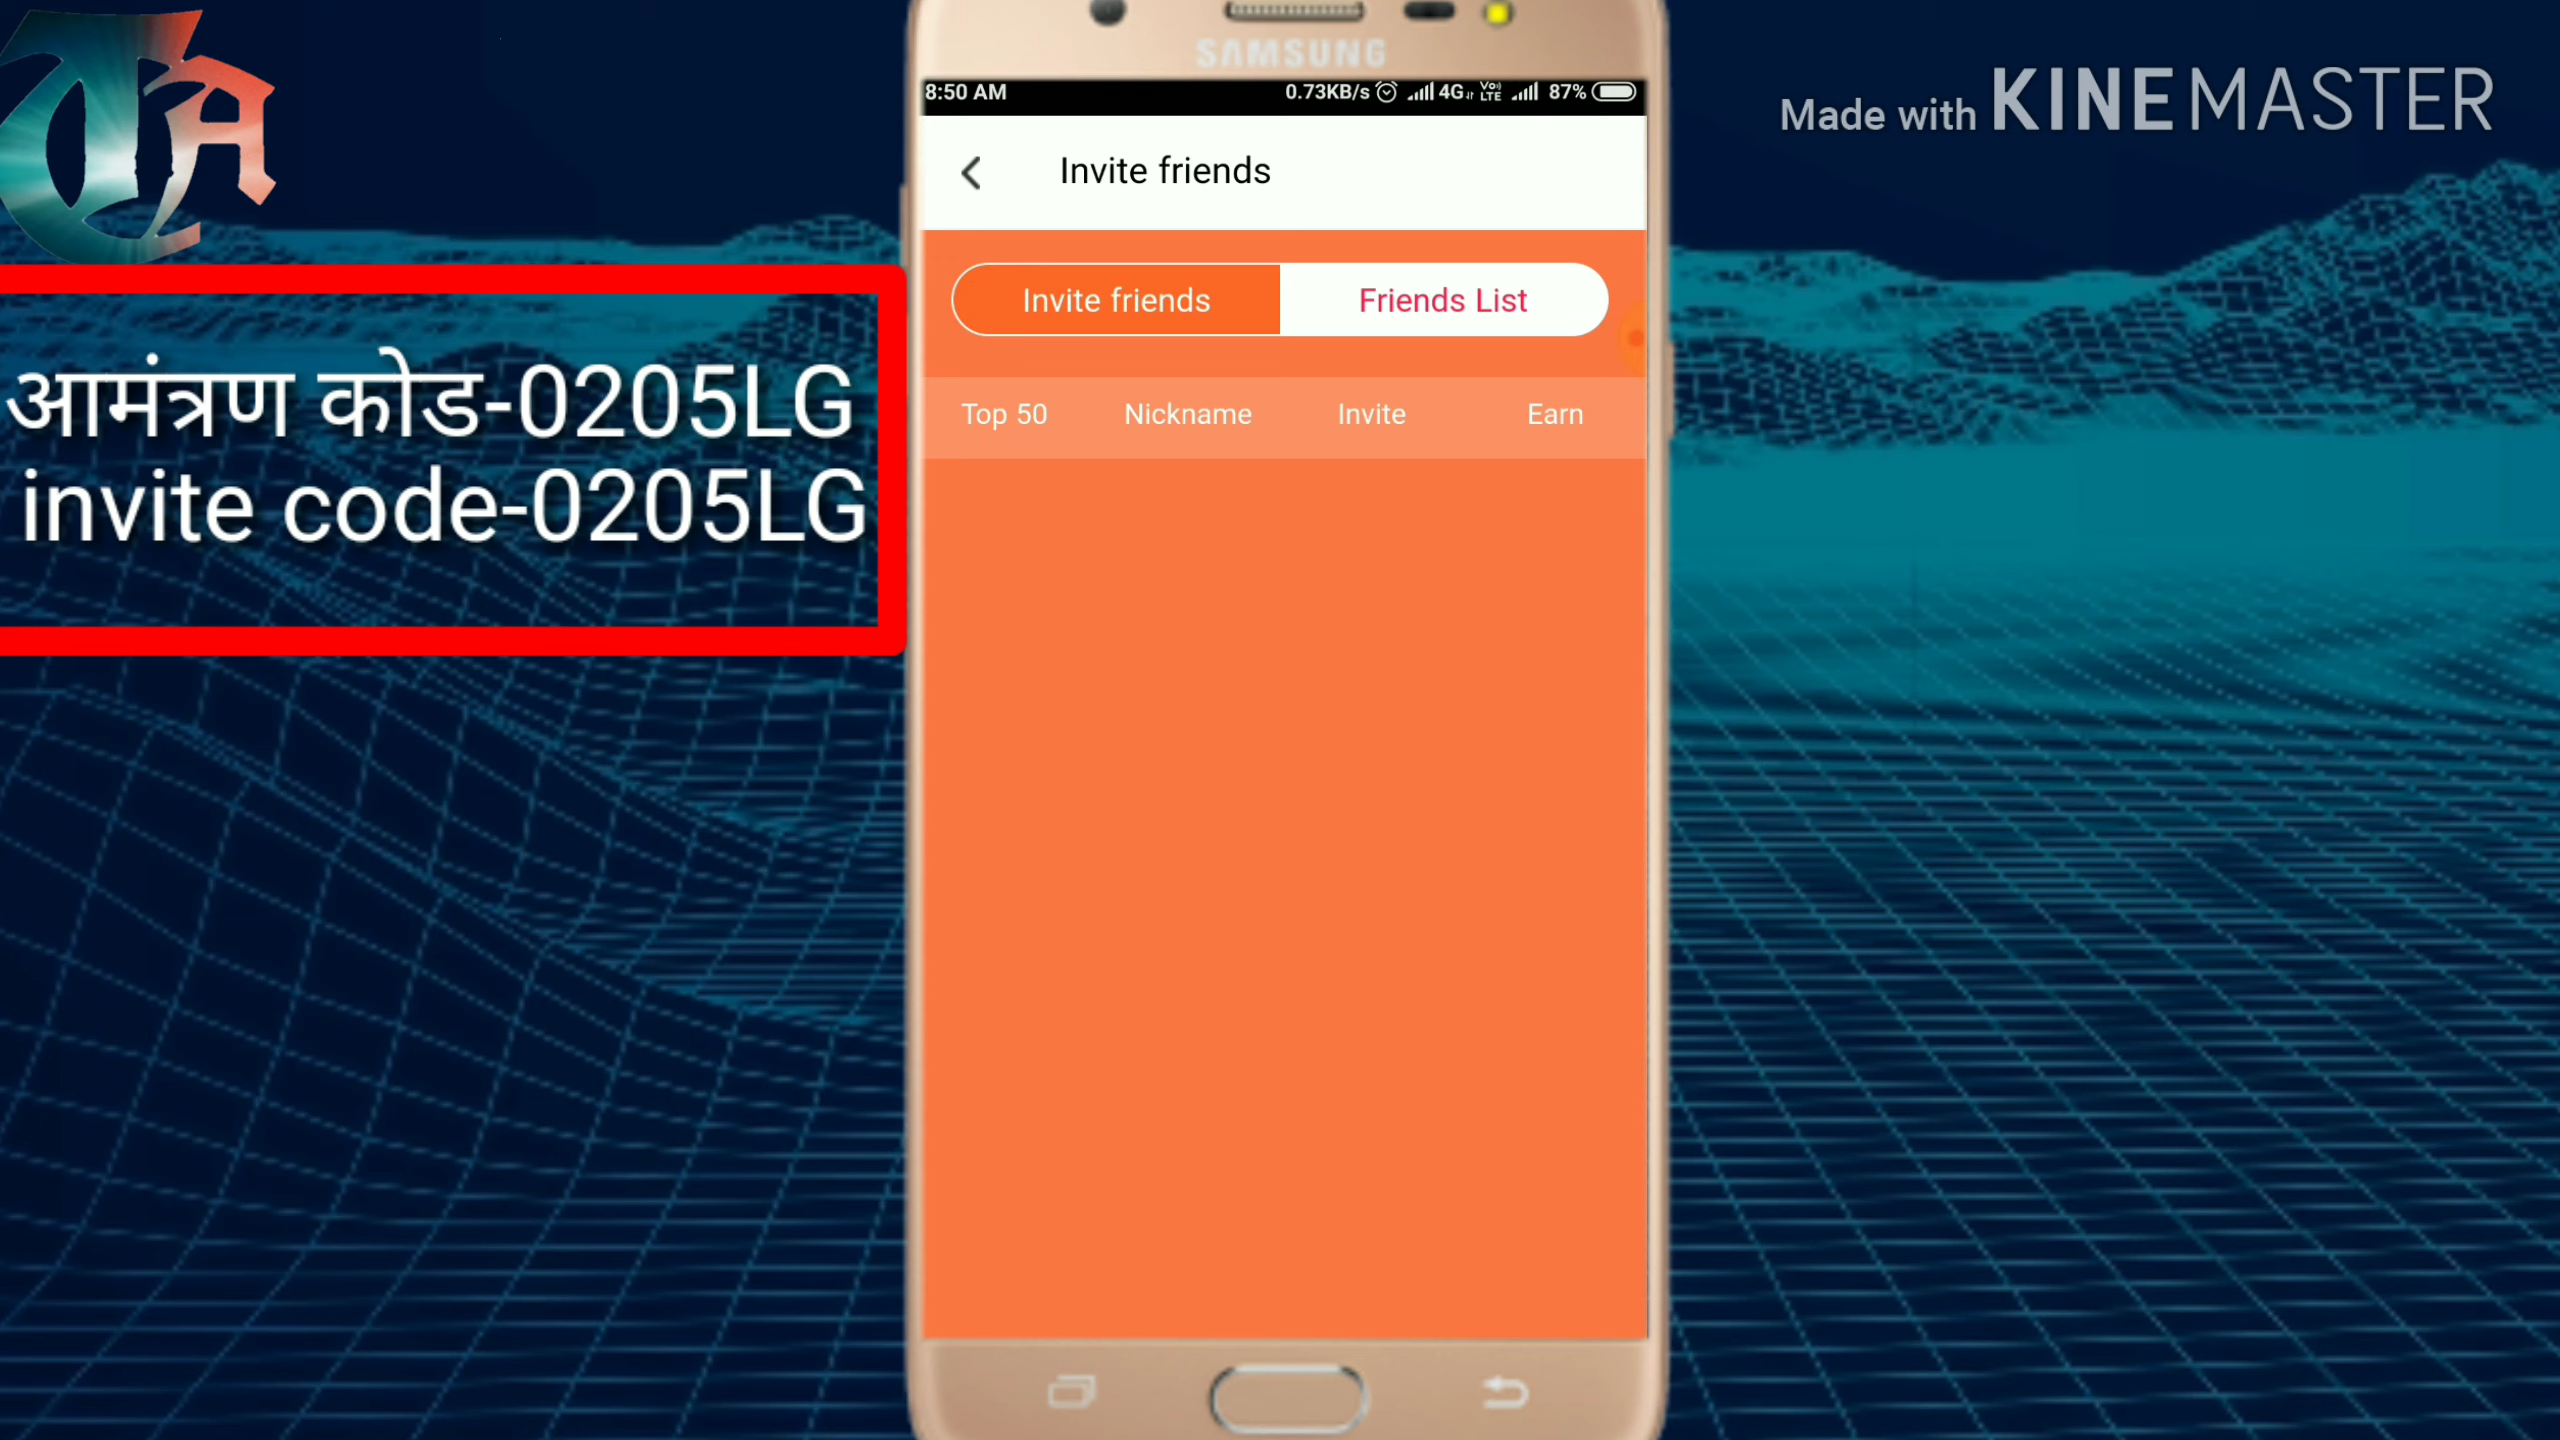 SAMSUNG
8:50 AM 0.73KB/s 4G VoLTE 87%
Made with KINEMASTER
Invite friends
Invite friends Friends List
Top 50 Nickname Invite Earn
आमंत्रण कोड-0205LG
invite code-0205LG